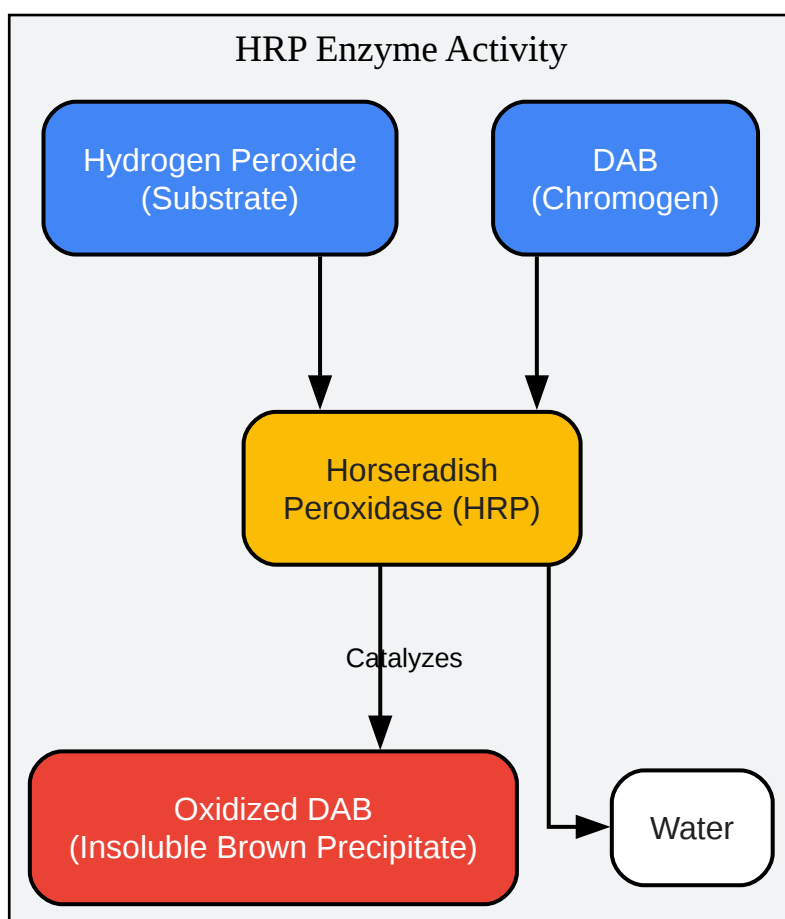 HRP Enzyme Activity
Hydrogen Peroxide
(Substrate)
DAB
(Chromogen)
Horseradish
Peroxidase (HRP)
Catalyzes
Oxidized DAB
(Insoluble Brown Precipitate)
Water